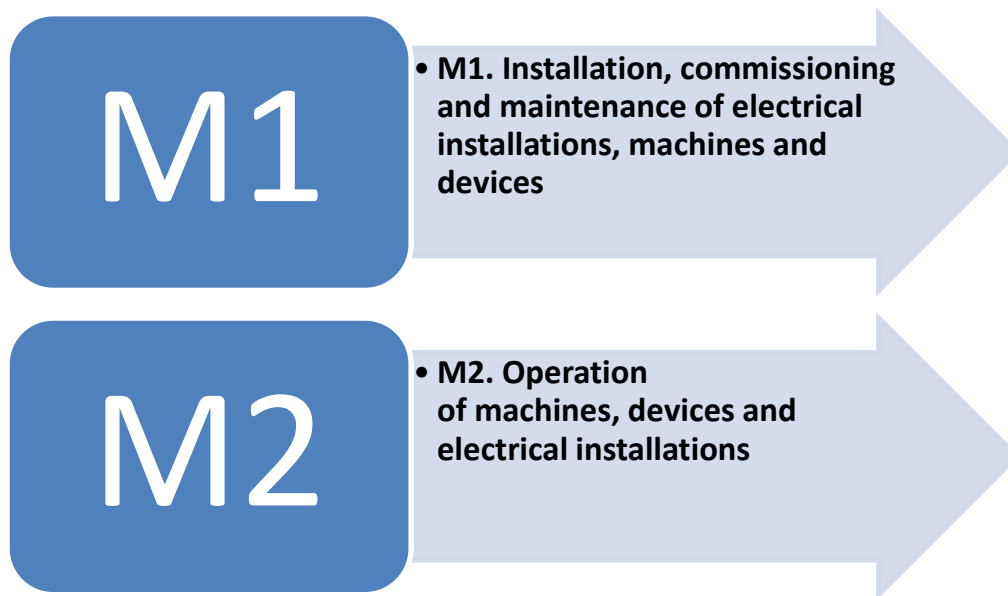 M1
• M1. Installation, commissioning
and maintenance of electrical
installations, machines and
devices
M2
• M2. Operation
of machines, devices and
electrical installations